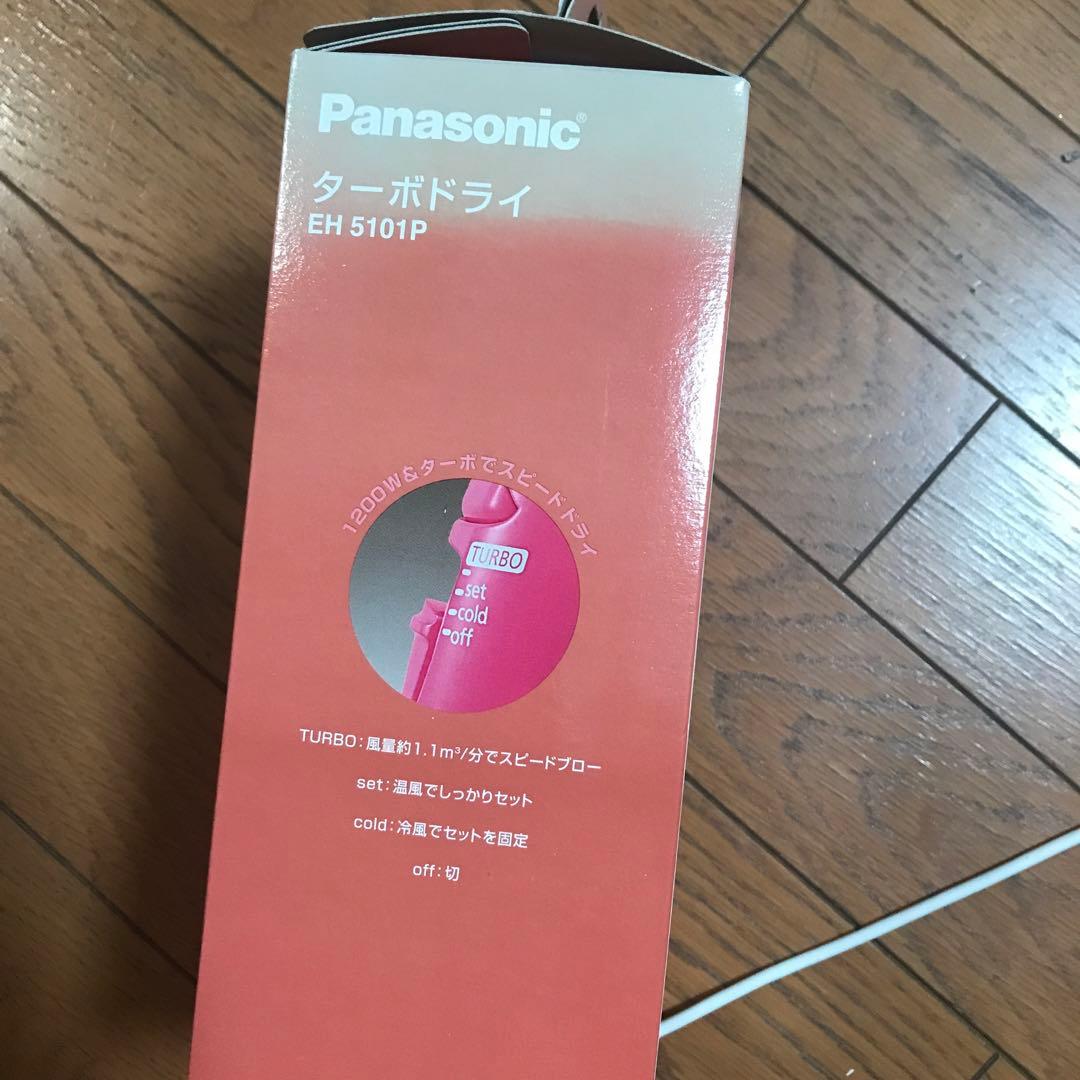 Panasonic®
ターボドライ
EH 5101P
1200W&ターボでスピードドライ
TURBO
set
cold
off
TURBO:風量約1.1m³/分でスピードブロー
set:温風でしっかりセット
cold:冷風でセットを固定
off:切